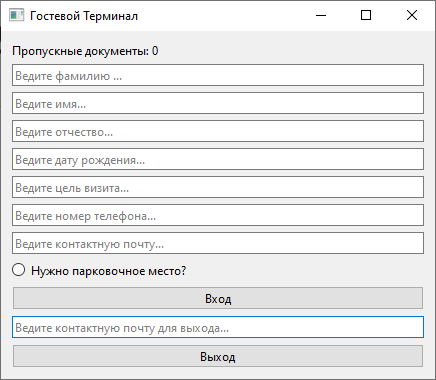 Гостевой Терминал
Пропускные документы: 0
Ведите фамилию ...
Ведите имя...
Ведите отчество...
Ведите дату рождения...
Ведите цель визита...
Ведите номер телефона...
Ведите контактную почту...
Нужно парковочное место?
Вход
Ведите контактную почту для выхода...
Выход